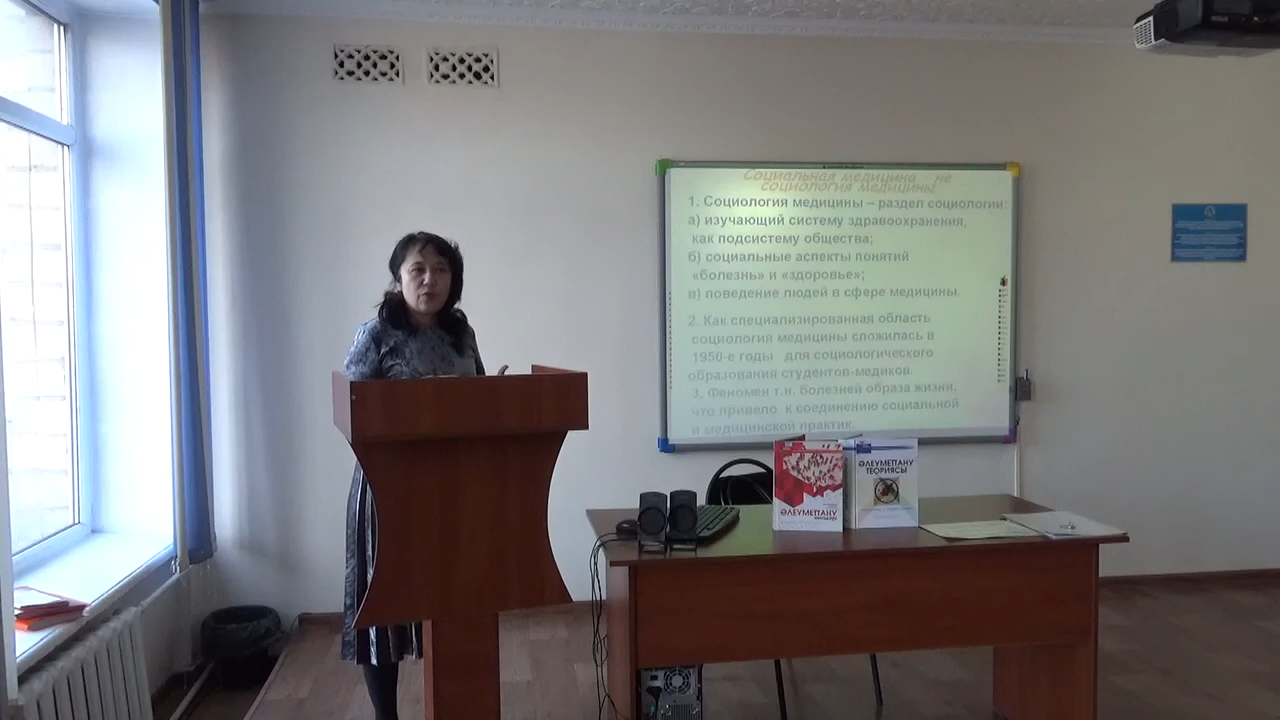 Социальная медицина - не
социология медицины
1. Социология медицины – раздел социологии:
а) изучающий систему здравоохранения,
как подсистему общества;
б) социальные аспекты понятий
«болезнь» и «здоровье»;
в) поведение людей в сфере медицины.
2. Как специализированная область
социология медицины сложилась в
1950-е годы для социологического
образования студентов-медиков.
3. Феномен т.н. болезней образа жизни,
что привело к соединению социальной
и медицинской практик.
ӘЛЕУМЕТТАНУ
ӘЛЕУМЕТТАНУ
ТЕОРИЯСЫ